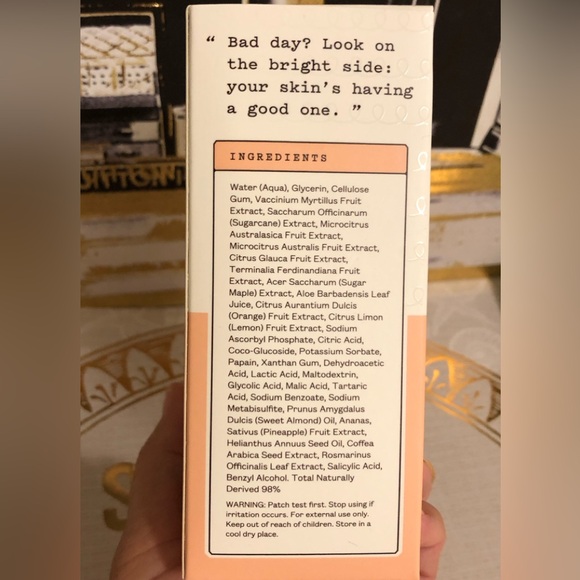 “ Bad day? Look on
the bright side:
your skin's having
a good one. ”
INGREDIENTS
Water (Aqua), Glycerin, Cellulose
Gum, Vaccinium Myrtillus Fruit
Extract, Saccharum Officinarum
(Sugarcane) Extract, Microcitrus
Australasica Fruit Extract,
Microcitrus Australis Fruit Extract,
Citrus Glauca Fruit Extract,
Terminalia Ferdinandiana Fruit
Extract, Acer Saccharum (Sugar
Maple) Extract, Aloe Barbadensis Leaf
Juice, Citrus Aurantium Dulcis
(Orange) Fruit Extract, Citrus Limon
(Lemon) Fruit Extract, Sodium
Ascorbyl Phosphate, Citric Acid,
Coco-Glucoside, Potassium Sorbate,
Papain, Xanthan Gum, Dehydroacetic
Acid, Lactic Acid, Maltodextrin,
Glycolic Acid, Malic Acid, Tartaric
Acid, Sodium Benzoate, Sodium
Metabisulfite, Prunus Amygdalus
Dulcis (Sweet Almond) Oil, Ananas,
Sativus (Pineapple) Fruit Extract,
Helianthus Annuus Seed Oil, Coffea
Arabica Seed Extract, Rosmarinus
Officinalis Leaf Extract, Salicylic Acid,
Benzyl Alcohol. Total Naturally
Derived 98%
WARNING: Patch test first. Stop using if
irritation occurs. For external use only.
Keep out of reach of children. Store in a
cool dry place.